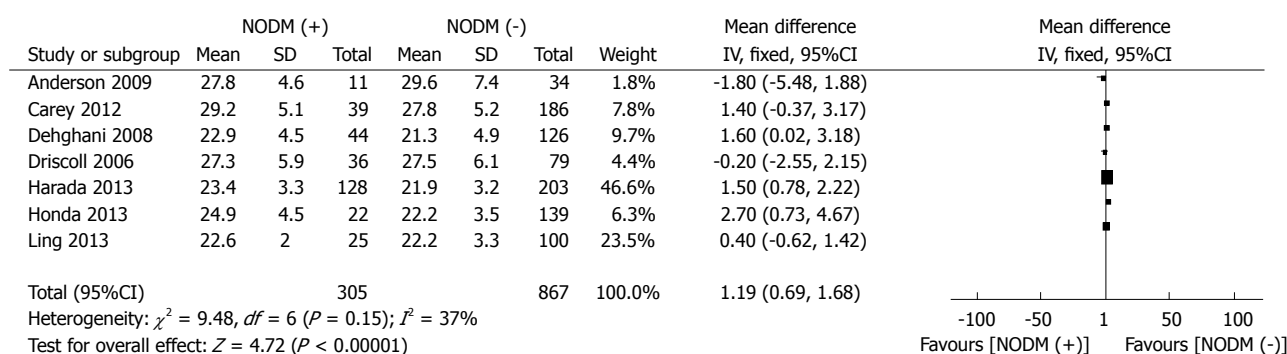 NODM (+) NODM (-) Mean difference Mean difference
Study or subgroup Mean SD Total Mean SD Total Weight IV, fixed, 95%CI IV, fixed, 95%CI
Anderson 2009 27.8 4.6 11 29.6 7.4 34 1.8% -1.80 (-5.48, 1.88)
Carey 2012 29.2 5.1 39 27.8 5.2 186 7.8% 1.40 (-0.37, 3.17)
Dehghani 2008 22.9 4.5 44 21.3 4.9 126 9.7% 1.60 (0.02, 3.18)
Driscoll 2006 27.3 5.9 36 27.5 6.1 79 4.4% -0.20 (-2.55, 2.15)
Harada 2013 23.4 3.3 128 21.9 3.2 203 46.6% 1.50 (0.78, 2.22)
Honda 2013 24.9 4.5 22 22.2 3.5 139 6.3% 2.70 (0.73, 4.67)
Ling 2013 22.6 2 25 22.2 3.3 100 23.5% 0.40 (-0.62, 1.42)
Total (95%CI) 305 867 100.0% 1.19 (0.69, 1.68)
Heterogeneity: χ² = 9.48, df = 6 (P = 0.15); I² = 37%
-100 -50 1 50 100
Test for overall effect: Z = 4.72 (P < 0.00001)
Favours [NODM (+)] Favours [NODM (-)]